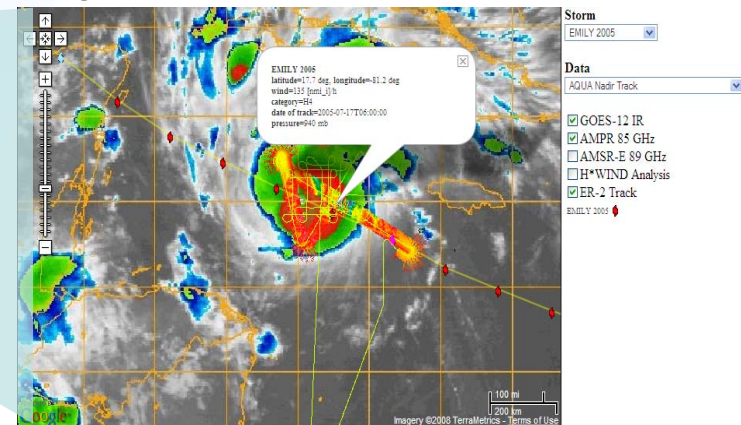 EMILY 2005
latitude=17.7 deg, longitude=-81.2 deg
wind=135 [nmi_i]/h
category=H4
date of track=2005-07-17T06:00:00
pressure=940 mb
Storm
EMILY 2005
Data
AQUA Nadir Track
GOES-12 IR
AMPR 85 GHz
AMSR-E 89 GHz
H*WIND Analysis
ER-2 Track
EMILY 2005
100 mi
200 km
Google
Imagery ©2008 TerraMetrics - Terms of Use